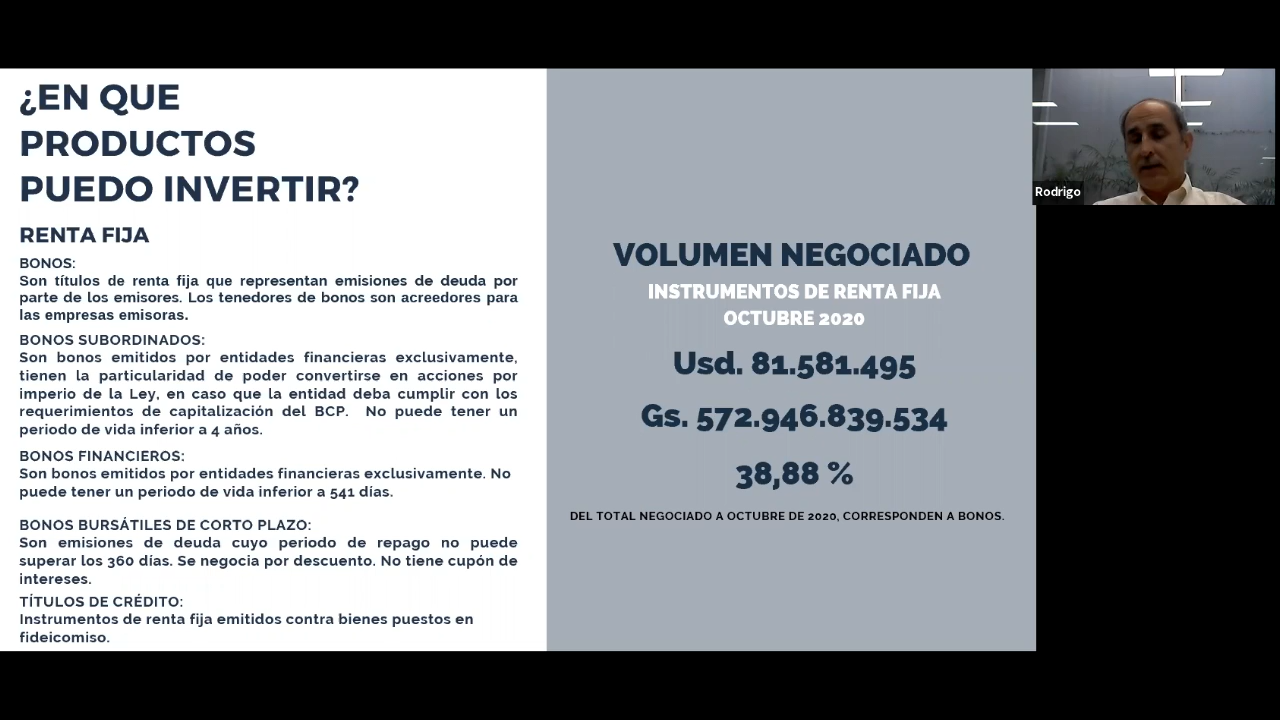 ¿EN QUE
PRODUCTOS
PUEDO INVERTIR?
RENTA FIJA
BONOS:
Son títulos de renta fija que representan emisiones de deuda por
parte de los emisores. Los tenedores de bonos son acreedores para
las empresas emisoras.
BONOS SUBORDINADOS:
Son bonos emitidos por entidades financieras exclusivamente,
tienen la particularidad de poder convertirse en acciones por
imperio de la Ley, en caso que la entidad deba cumplir con los
requerimientos de capitalización del BCP. No puede tener un
periodo de vida inferior a 4 años.
BONOS FINANCIEROS:
Son bonos emitidos por entidades financieras exclusivamente. No
puede tener un periodo de vida inferior a 541 días.
BONOS BURSÁTILES DE CORTO PLAZO:
Son emisiones de deuda cuyo periodo de repago no puede
superar los 360 días. Se negocia por descuento. No tiene cupón de
intereses.
TÍTULOS DE CRÉDITO:
Instrumentos de renta fija emitidos contra bienes puestos en
fideicomiso.
VOLUMEN NEGOCIADO
INSTRUMENTOS DE RENTA FIJA
OCTUBRE 2020
Usd. 81.581.495
Gs. 572.946.839.534
38,88 %
DEL TOTAL NEGOCIADO A OCTUBRE DE 2020, CORRESPONDEN A BONOS.
Rodrigo